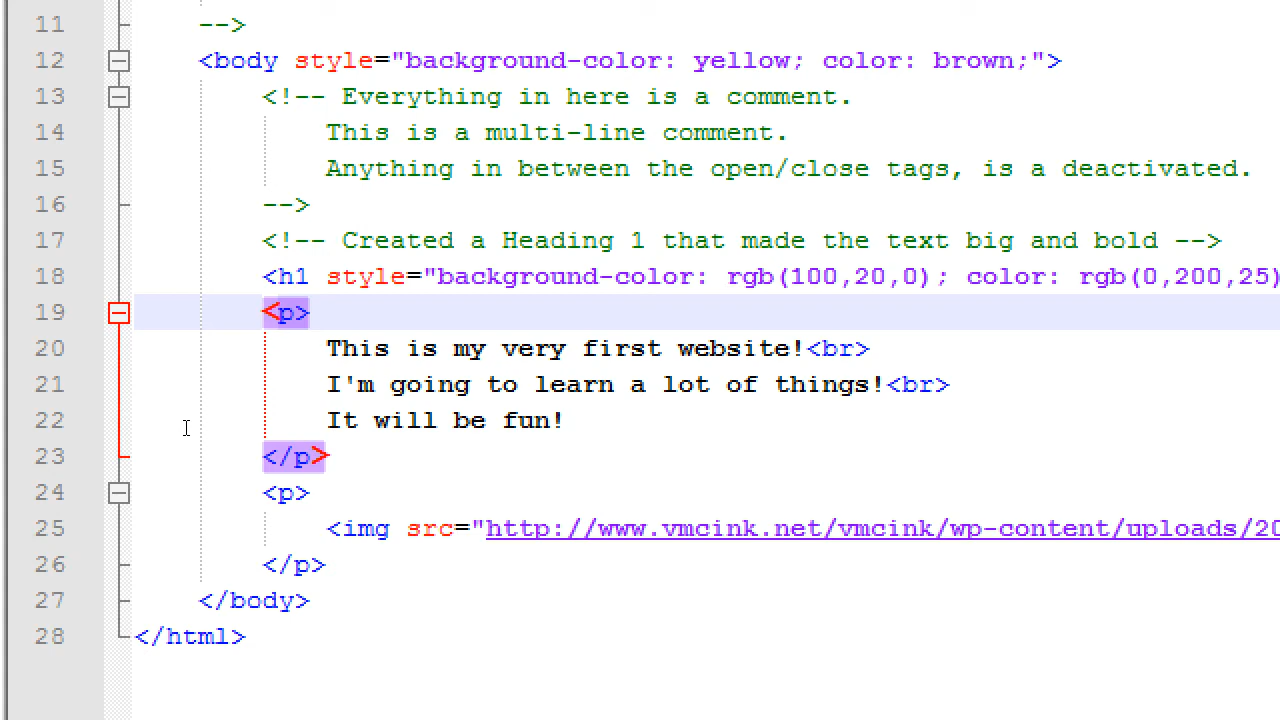 11 -->
12 <body style="background-color: yellow; color: brown;">
13 <!-- Everything in here is a comment.
14 This is a multi-line comment.
15 Anything in between the open/close tags, is a deactivated.
16 -->
17 <!-- Created a Heading 1 that made the text big and bold -->
18 <h1 style="background-color: rgb(100,20,0); color: rgb(0,200,25)
19 <p>
20 This is my very first website!<br>
21 I'm going to learn a lot of things!<br>
22 It will be fun!
23 </p>
24 <p>
25 <img src="http://www.vmcink.net/vmcink/wp-content/uploads/20
26 </p>
27 </body>
28 </html>